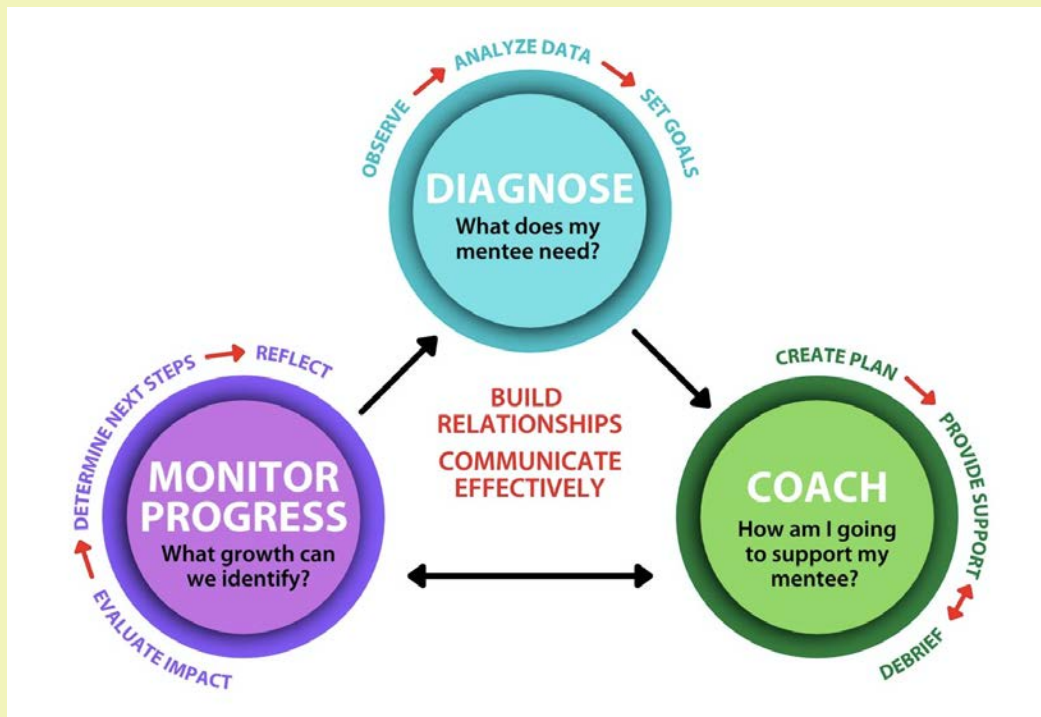 OBSERVE
ANALYZE DATA
SET GOALS
DIAGNOSE
What does my
mentee need?
BUILD
RELATIONSHIPS
COMMUNICATE
EFFECTIVELY
EVALUATE IMPACT
DETERMINE NEXT STEPS
REFLECT
MONITOR
PROGRESS
What growth can
we identify?
CREATE PLAN
PROVIDE SUPPORT
DEBRIEF
COACH
How am I going
to support my
mentee?